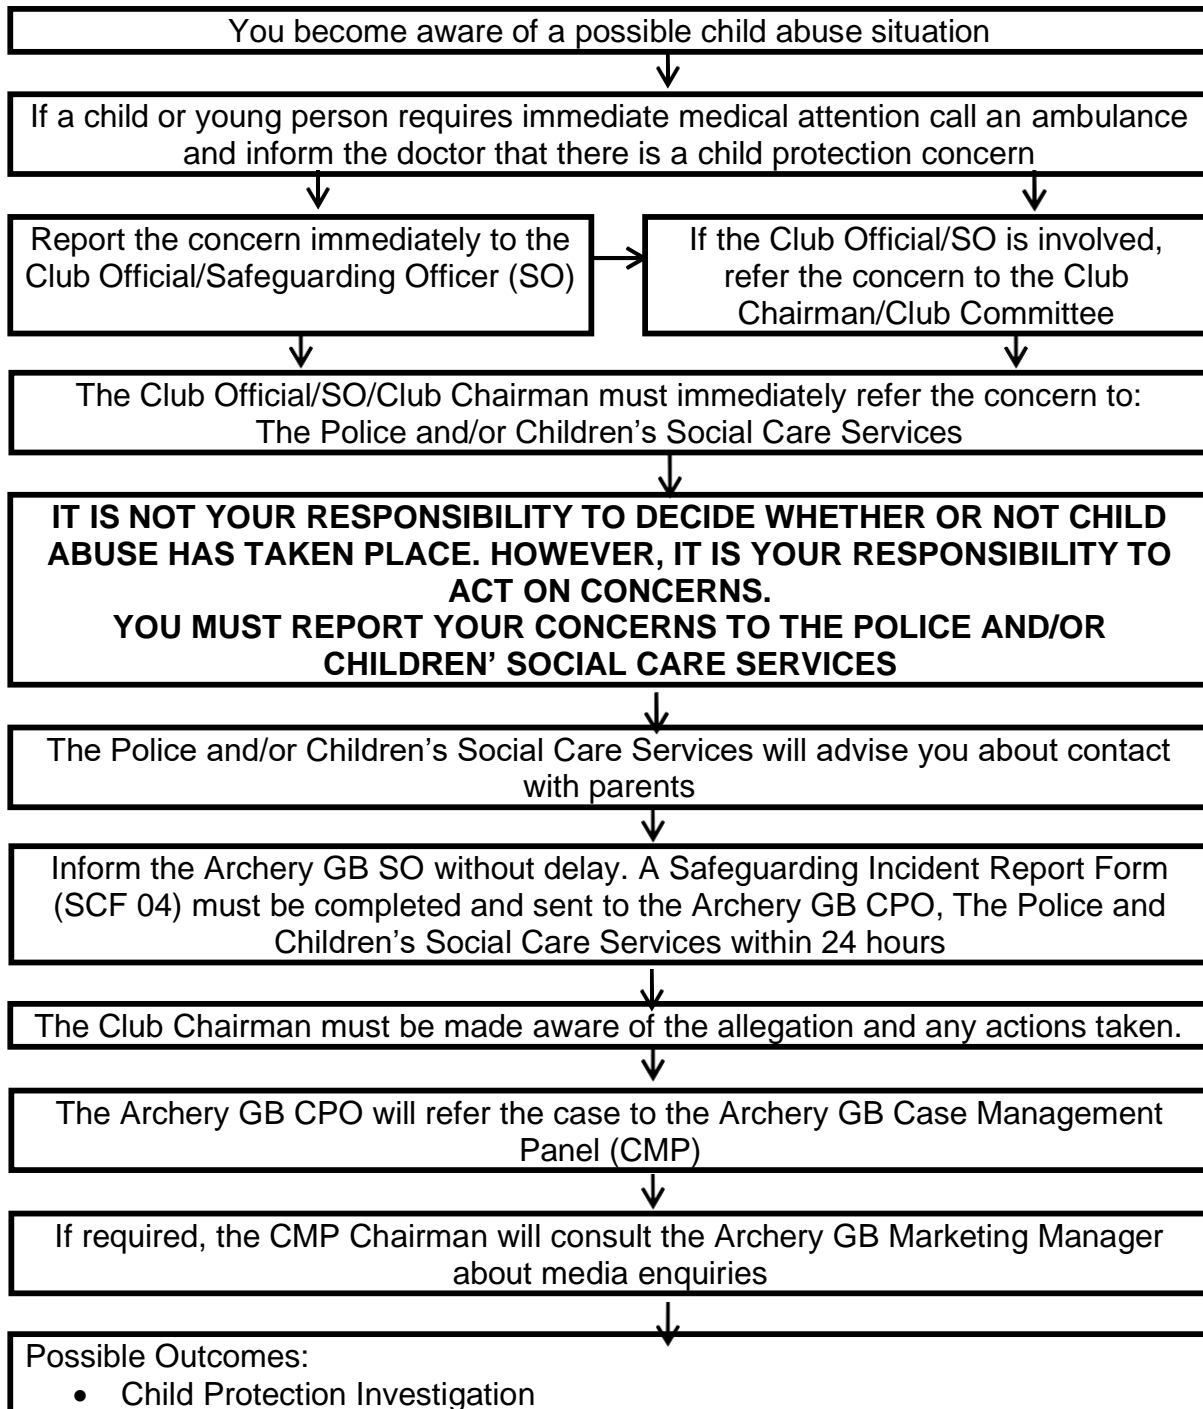 You become aware of a possible child abuse situation
If a child or young person requires immediate medical attention call an ambulance
and inform the doctor that there is a child protection concern
Report the concern immediately to the
Club Official/Safeguarding Officer (SO)
If the Club Official/SO is involved,
refer the concern to the Club
Chairman/Club Committee
The Club Official/SO/Club Chairman must immediately refer the concern to:
The Police and/or Children's Social Care Services
IT IS NOT YOUR RESPONSIBILITY TO DECIDE WHETHER OR NOT CHILD
ABUSE HAS TAKEN PLACE. HOWEVER, IT IS YOUR RESPONSIBILITY TO
ACT ON CONCERNS.
YOU MUST REPORT YOUR CONCERNS TO THE POLICE AND/OR
CHILDREN' SOCIAL CARE SERVICES
The Police and/or Children's Social Care Services will advise you about contact
with parents
Inform the Archery GB SO without delay. A Safeguarding Incident Report Form
(SCF 04) must be completed and sent to the Archery GB CPO, The Police and
Children's Social Care Services within 24 hours
The Club Chairman must be made aware of the allegation and any actions taken.
The Archery GB CPO will refer the case to the Archery GB Case Management
Panel (CMP)
If required, the CMP Chairman will consult the Archery GB Marketing Manager
about media enquiries
Possible Outcomes:
• Child Protection Investigation